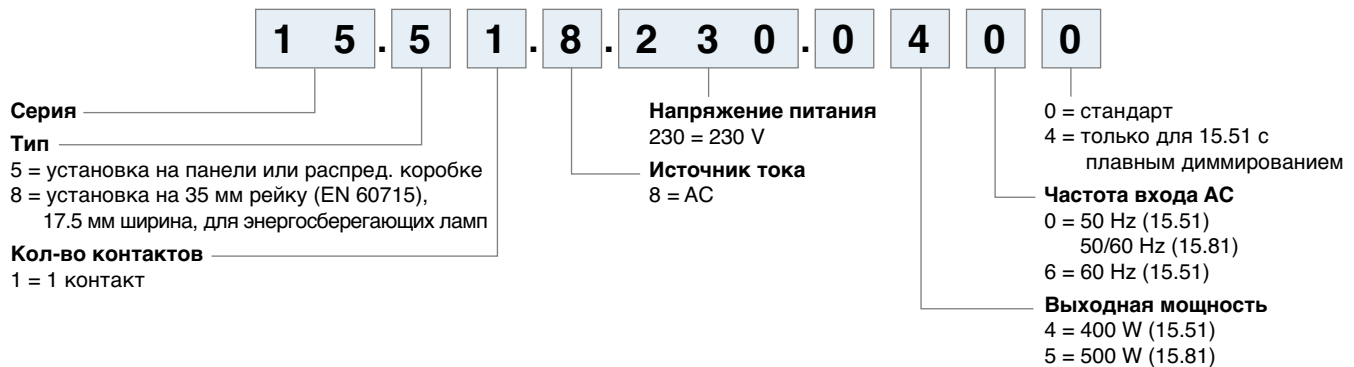 1 5 . 5 1 . 8 . 2 3 0 . 0 4 0 0
Серия
Тип
5 = установка на панели или распред. коробке
8 = установка на 35 мм рейку (EN 60715),
17.5 мм ширина, для энергосберегающих ламп
Кол-во контактов
1 = 1 контакт
Напряжение питания
230 = 230 V
Источник тока
8 = AC
0 = стандарт
4 = только для 15.51 с
плавным диммированием
Частота входа AC
0 = 50 Hz (15.51)
50/60 Hz (15.81)
6 = 60 Hz (15.51)
Выходная мощность
4 = 400 W (15.51)
5 = 500 W (15.81)